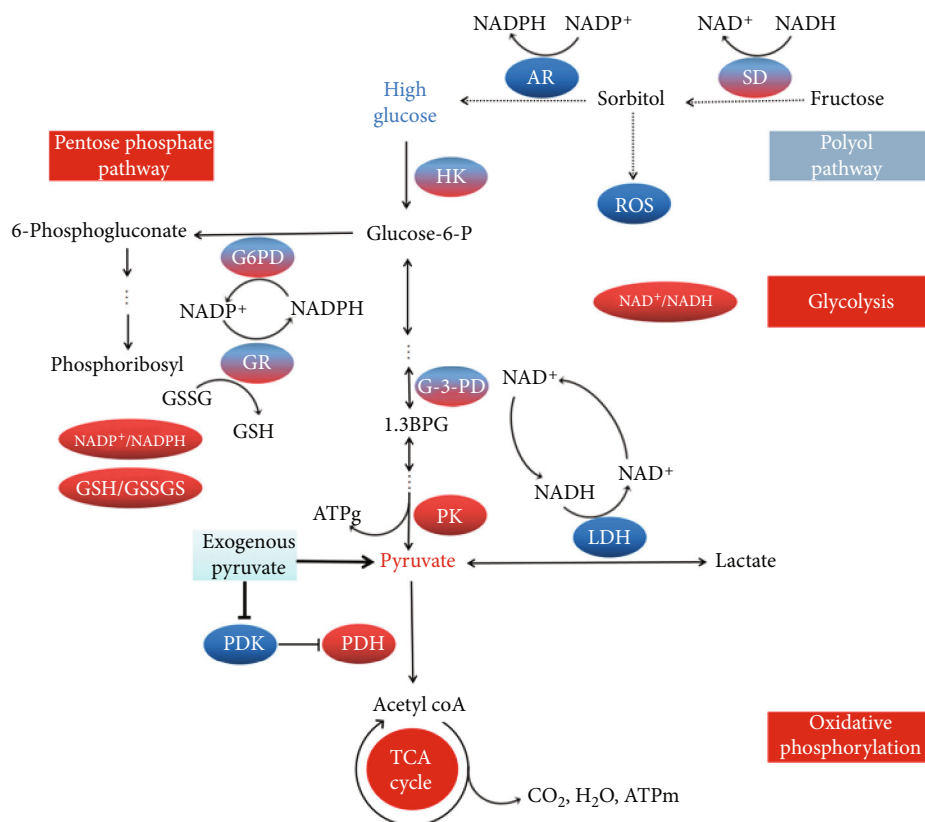 NADPH NADP+ NAD+ NADH
AR SD
High
glucose
Sorbitol Fructose
Pentose phosphate
pathway
Polyol
pathway
HK
ROS
6-Phosphogluconate Glucose-6-P
G6PD
NADP+ NADPH
NAD+/NADH
Glycolysis
GR
Phosphoribosyl
G-3-PD
NAD+
GSSG
GSH
1.3BPG
NADP+/NADPH
GSH/GSSGS
NADH
NAD+
ATPg
PK
LDH
Exogenous
pyruvate
Pyruvate
Lactate
PDK PDH
Acetyl coA
TCA
cycle
Oxidative
phosphorylation
CO₂, H₂O, ATPm